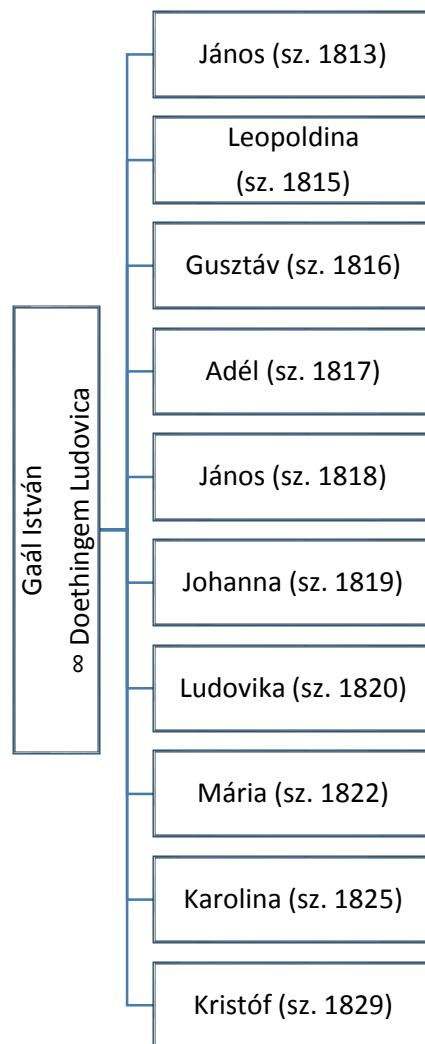 Gaál István
∞ Doethingem Ludovica
János (sz. 1813)
Leopoldina
(sz. 1815)
Gusztáv (sz. 1816)
Adél (sz. 1817)
János (sz. 1818)
Johanna (sz. 1819)
Ludovika (sz. 1820)
Mária (sz. 1822)
Karolina (sz. 1825)
Kristóf (sz. 1829)